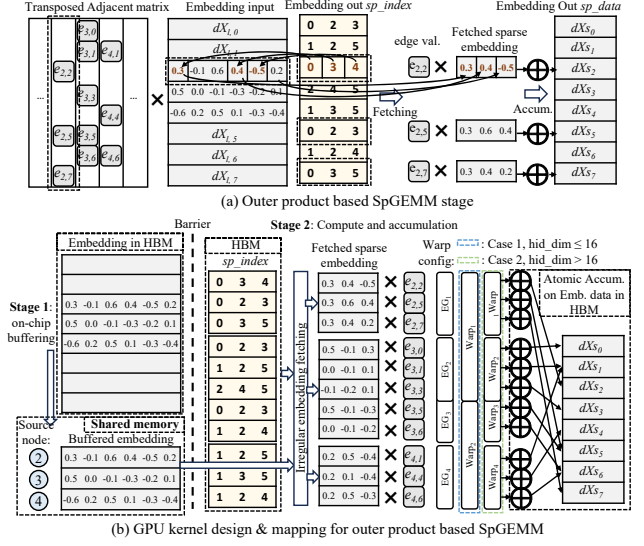 Transposed Adjacent matrix
Embedding input
Embedding out sp_index
Embedding Out sp_data
e3,0
e3,1 e4,1
e2,2
e3,3
e4,4
e2,5 e3,5
e3,6 e4,6
e2,7
... ...
×
dXl, 0
dXl, 1
0.3 -0.1 0.6 0.4 -0.5 0.2
0.5 0.0 -0.1 -0.3 -0.2 0.1
-0.6 0.2 0.5 0.1 -0.3 -0.4
dXl, 5
dXl, 6
dXl, 7
0 2 3
1 2 5
0 3 4
2 4 5
1 3 5
0 2 3
1 2 4
0 3 5
Fetching
edge val.
Fetched sparse
embedding
e2,2 × 0.3 0.4 -0.5
Accum.
e2,5 × 0.3 0.6 0.4
e2,7 × 0.3 0.4 0.2
dXs0
dXs1
dXs2
dXs3
dXs4
dXs5
dXs6
dXs7
(a) Outer product based SpGEMM stage
Barrier
Stage 2: Compute and accumulation
Embedding in HBM
Stage 1:
on-chip
buffering
0.3 -0.1 0.6 0.4 -0.5 0.2
0.5 0.0 -0.1 -0.3 -0.2 0.1
-0.6 0.2 0.5 0.1 -0.3 -0.4
Shared memory
Source
node:
Buffered embedding
2 0.3 -0.1 0.6 0.4 -0.5 0.2
3 0.5 0.0 -0.1 -0.3 -0.2 0.1
4 -0.6 0.2 0.5 0.1 -0.3 -0.4
HBM
sp_index
0 3 4
0 2 3
0 3 5
0 2 3
1 2 5
2 4 5
0 2 3
1 2 4
1 2 5
1 3 5
1 2 4
Irregular embedding fetching
Fetched sparse
embedding
0.3 0.4 -0.5 × e2,2
0.3 0.6 0.4 × e2,5
0.3 0.4 0.2 × e2,7
0.5 -0.1 0.3 × e3,0
0.0 -0.1 0.1 × e3,1
-0.1 -0.2 0.1 × e3,3
0.5 -0.1 -0.3 × e3,5
0.0 -0.1 -0.2 × e3,6
0.2 0.5 -0.4 × e4,1
0.2 0.1 -0.4 × e4,4
0.2 0.5 -0.3 × e4,6
Warp
config:
: Case 1, hid_dim ≤ 16
: Case 2, hid_dim > 16
EG1
EG2
EG3
EG4
Warp1
Warp2
Warp
Warp2
Warp3
Warp4
Atomic Accum.
on Emb. data in
HBM
dXs0
dXs1
dXs2
dXs3
dXs4
dXs5
dXs6
dXs7
(b) GPU kernel design & mapping for outer product based SpGEMM